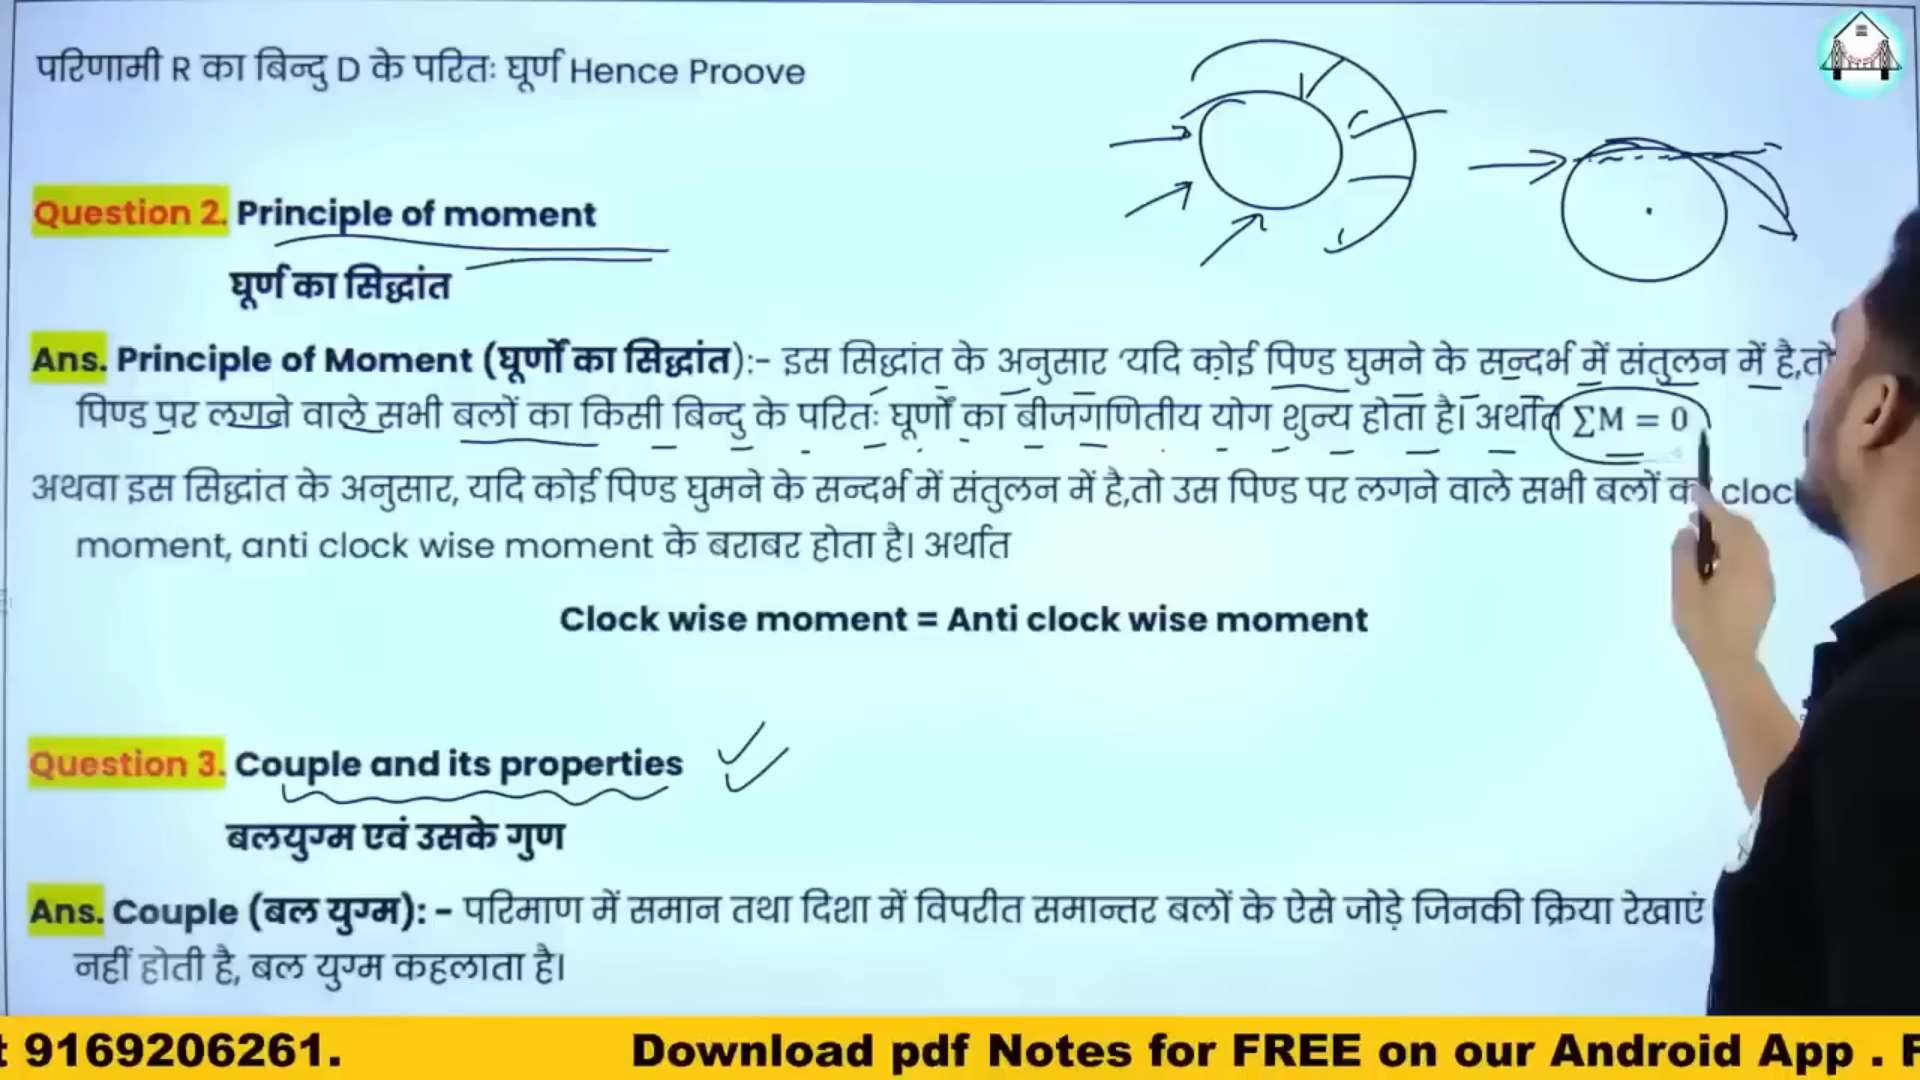 परिणामी R का बिन्दु D के परितः घूर्ण Hence Proove
Question 2. Principle of moment
घूर्ण का सिद्धांत
Ans. Principle of Moment (घूर्णों का सिद्धांत):- इस सिद्धांत के अनुसार 'यदि कोई पिण्ड घुमने के सन्दर्भ में संतुलन में है,तो
पिण्ड पर लगने वाले सभी बलों का किसी बिन्दु के परितः घूर्णों का बीजगणितीय योग शुन्य होता है। अर्थात ∑M = 0
अथवा इस सिद्धांत के अनुसार, यदि कोई पिण्ड घुमने के सन्दर्भ में संतुलन में है,तो उस पिण्ड पर लगने वाले सभी बलों
moment, anti clock wise moment के बराबर होता है। अर्थात
Clock wise moment = Anti clock wise moment
Question 3. Couple and its properties
बलयुग्म एवं उसके गुण
Ans. Couple (बल युग्म): - परिमाण में समान तथा दिशा में विपरीत समान्तर बलों के ऐसे जोड़े जिनकी क्रिया रेखाएं
नहीं होती है, बल युग्म कहलाता है।
9169206261. Download pdf Notes for FREE on our Android App .